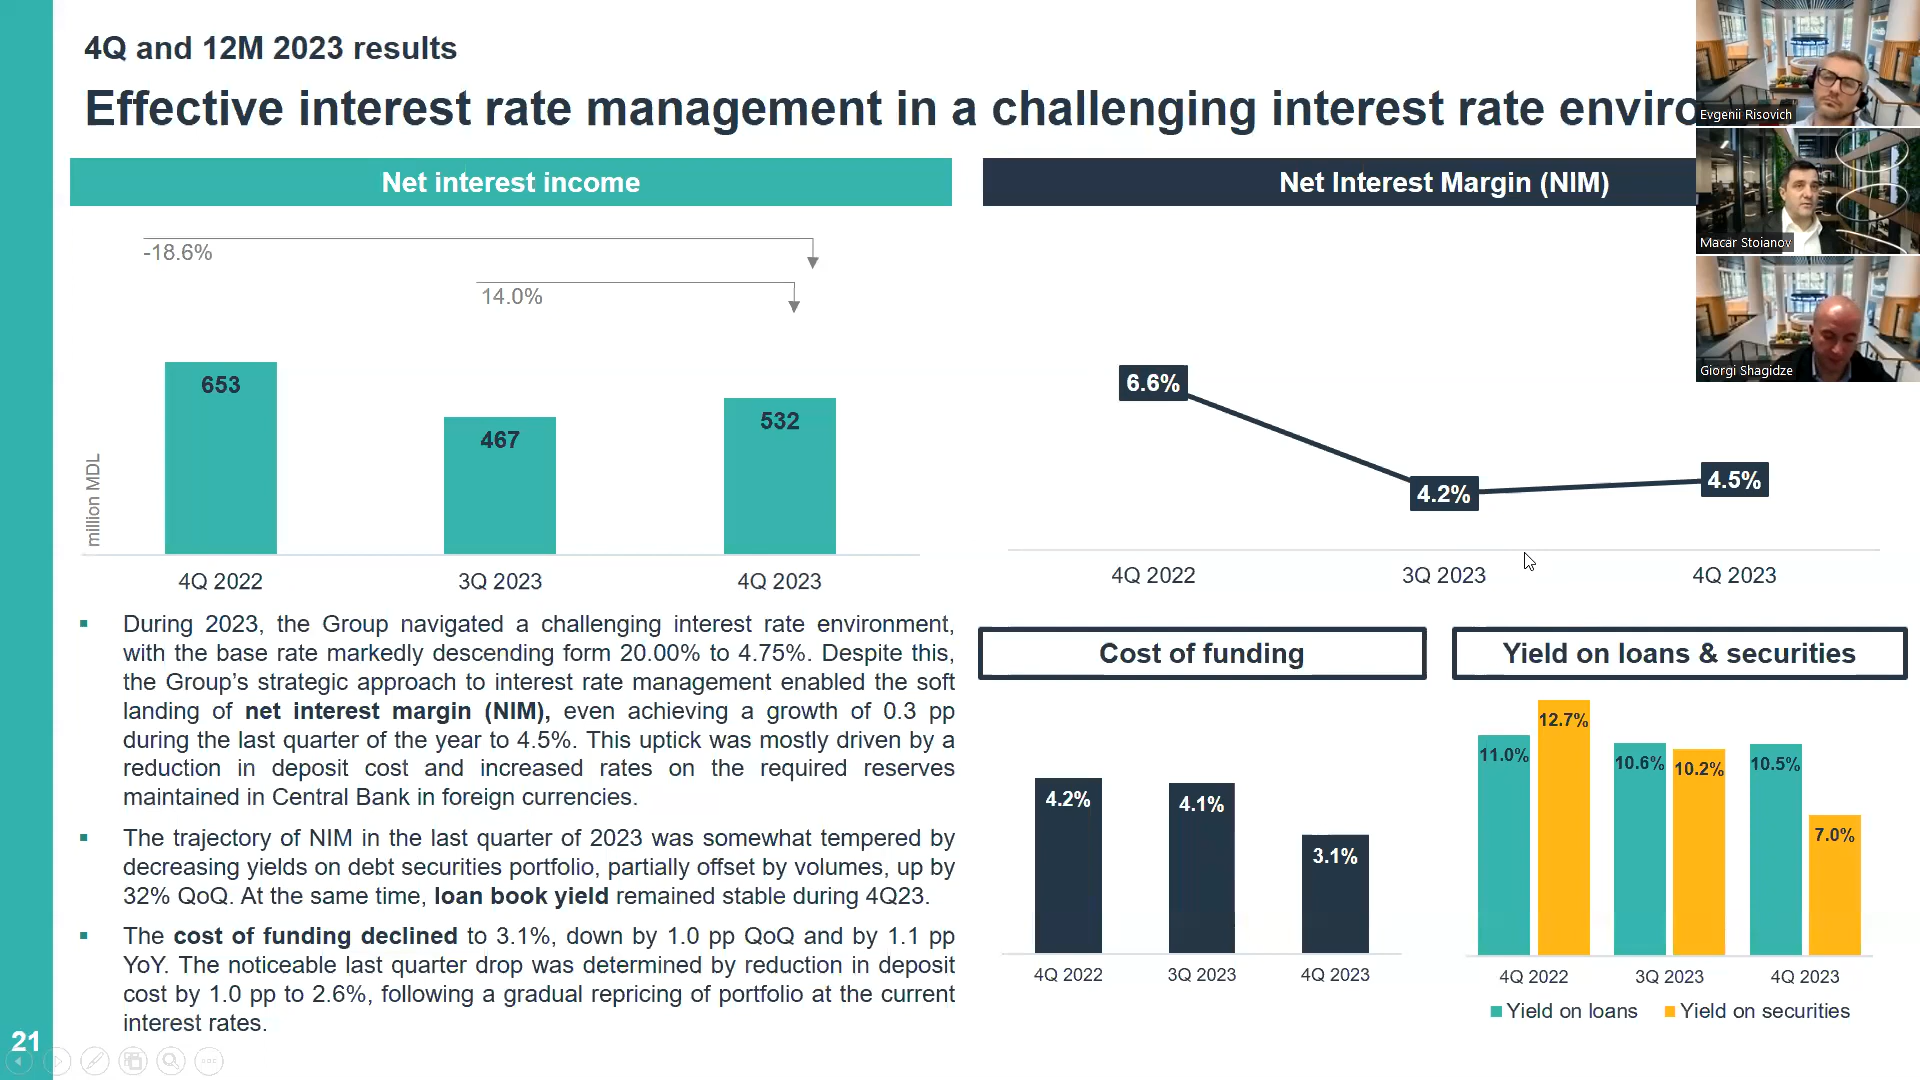 4Q and 12M 2023 results
Effective interest rate management in a challenging interest rate enviro
Net interest income
-18.6%
14.0%
653
467
532
million MDL
4Q 2022
3Q 2023
4Q 2023
Net Interest Margin (NIM)
6.6%
4.2%
4.5%
4Q 2022
3Q 2023
4Q 2023
Evgenii Risovich
Macar Stoianov
Giorgi Shagidze
▪ During 2023, the Group navigated a challenging interest rate environment,
with the base rate markedly descending form 20.00% to 4.75%. Despite this,
the Group’s strategic approach to interest rate management enabled the soft
landing of net interest margin (NIM), even achieving a growth of 0.3 pp
during the last quarter of the year to 4.5%. This uptick was mostly driven by a
reduction in deposit cost and increased rates on the required reserves
maintained in Central Bank in foreign currencies.
▪ The trajectory of NIM in the last quarter of 2023 was somewhat tempered by
decreasing yields on debt securities portfolio, partially offset by volumes, up by
32% QoQ. At the same time, loan book yield remained stable during 4Q23.
▪ The cost of funding declined to 3.1%, down by 1.0 pp QoQ and by 1.1 pp
YoY. The noticeable last quarter drop was determined by reduction in deposit
cost by 1.0 pp to 2.6%, following a gradual repricing of portfolio at the current
interest rates.
Cost of funding
4.2%
4.1%
3.1%
4Q 2022
3Q 2023
4Q 2023
Yield on loans & securities
11.0%
12.7%
10.6%
10.2%
10.5%
7.0%
4Q 2022
3Q 2023
4Q 2023
Yield on loans
Yield on securities
21